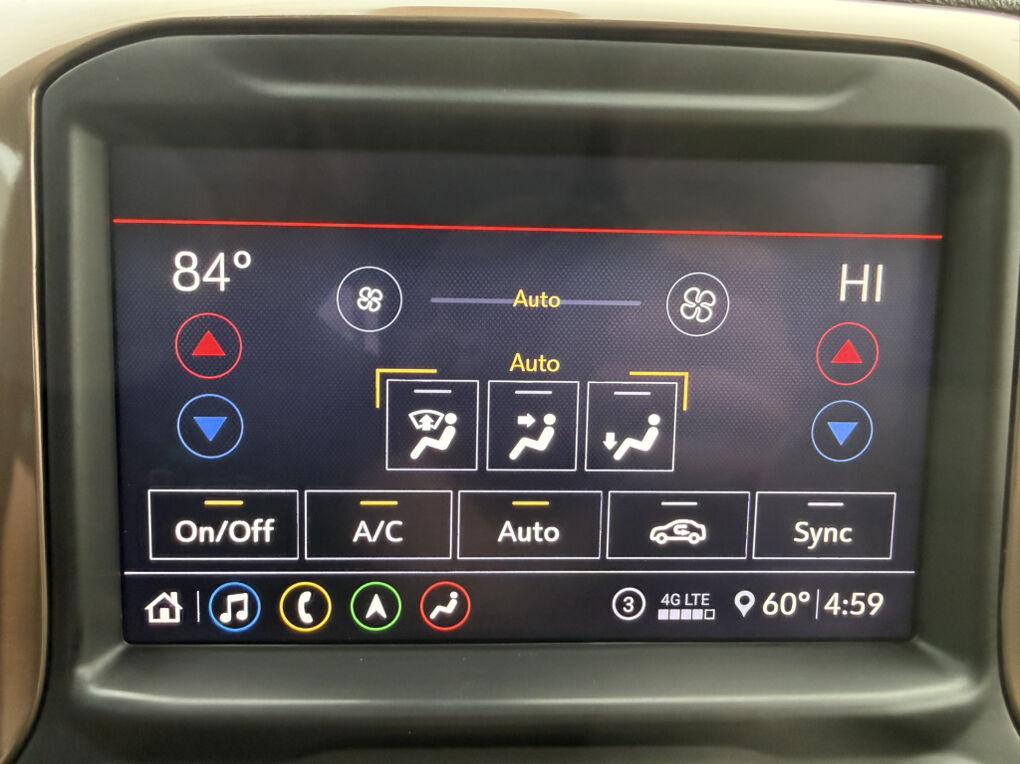 84°
HI
Auto
Auto
On/Off
A/C
Auto
Sync
3
4G LTE
60°
4:59